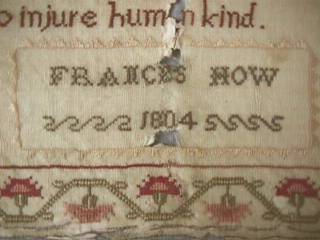 o injure human kind.
FRANCES HOW
1804